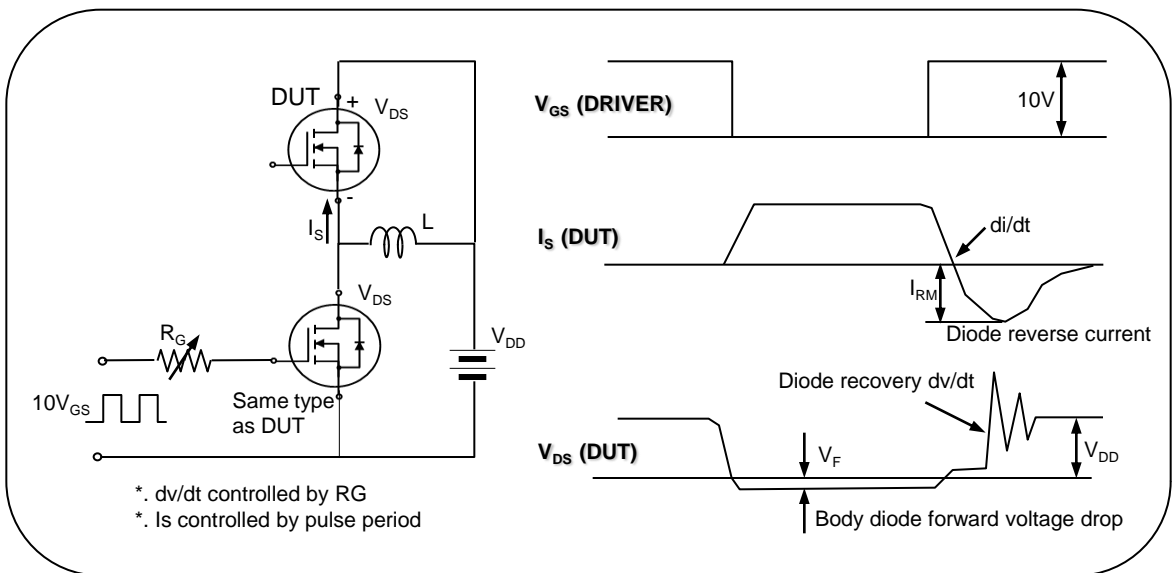 DUT
+
V_DS
-
I_S
L
V_DS
R_G
V_DD
10V_GS
Same type
as DUT
*. dv/dt controlled by RG
*. Is controlled by pulse period
V_GS (DRIVER)
10V
I_S (DUT)
di/dt
I_RM
Diode reverse current
Diode recovery dv/dt
V_DS (DUT)
V_F
V_DD
Body diode forward voltage drop